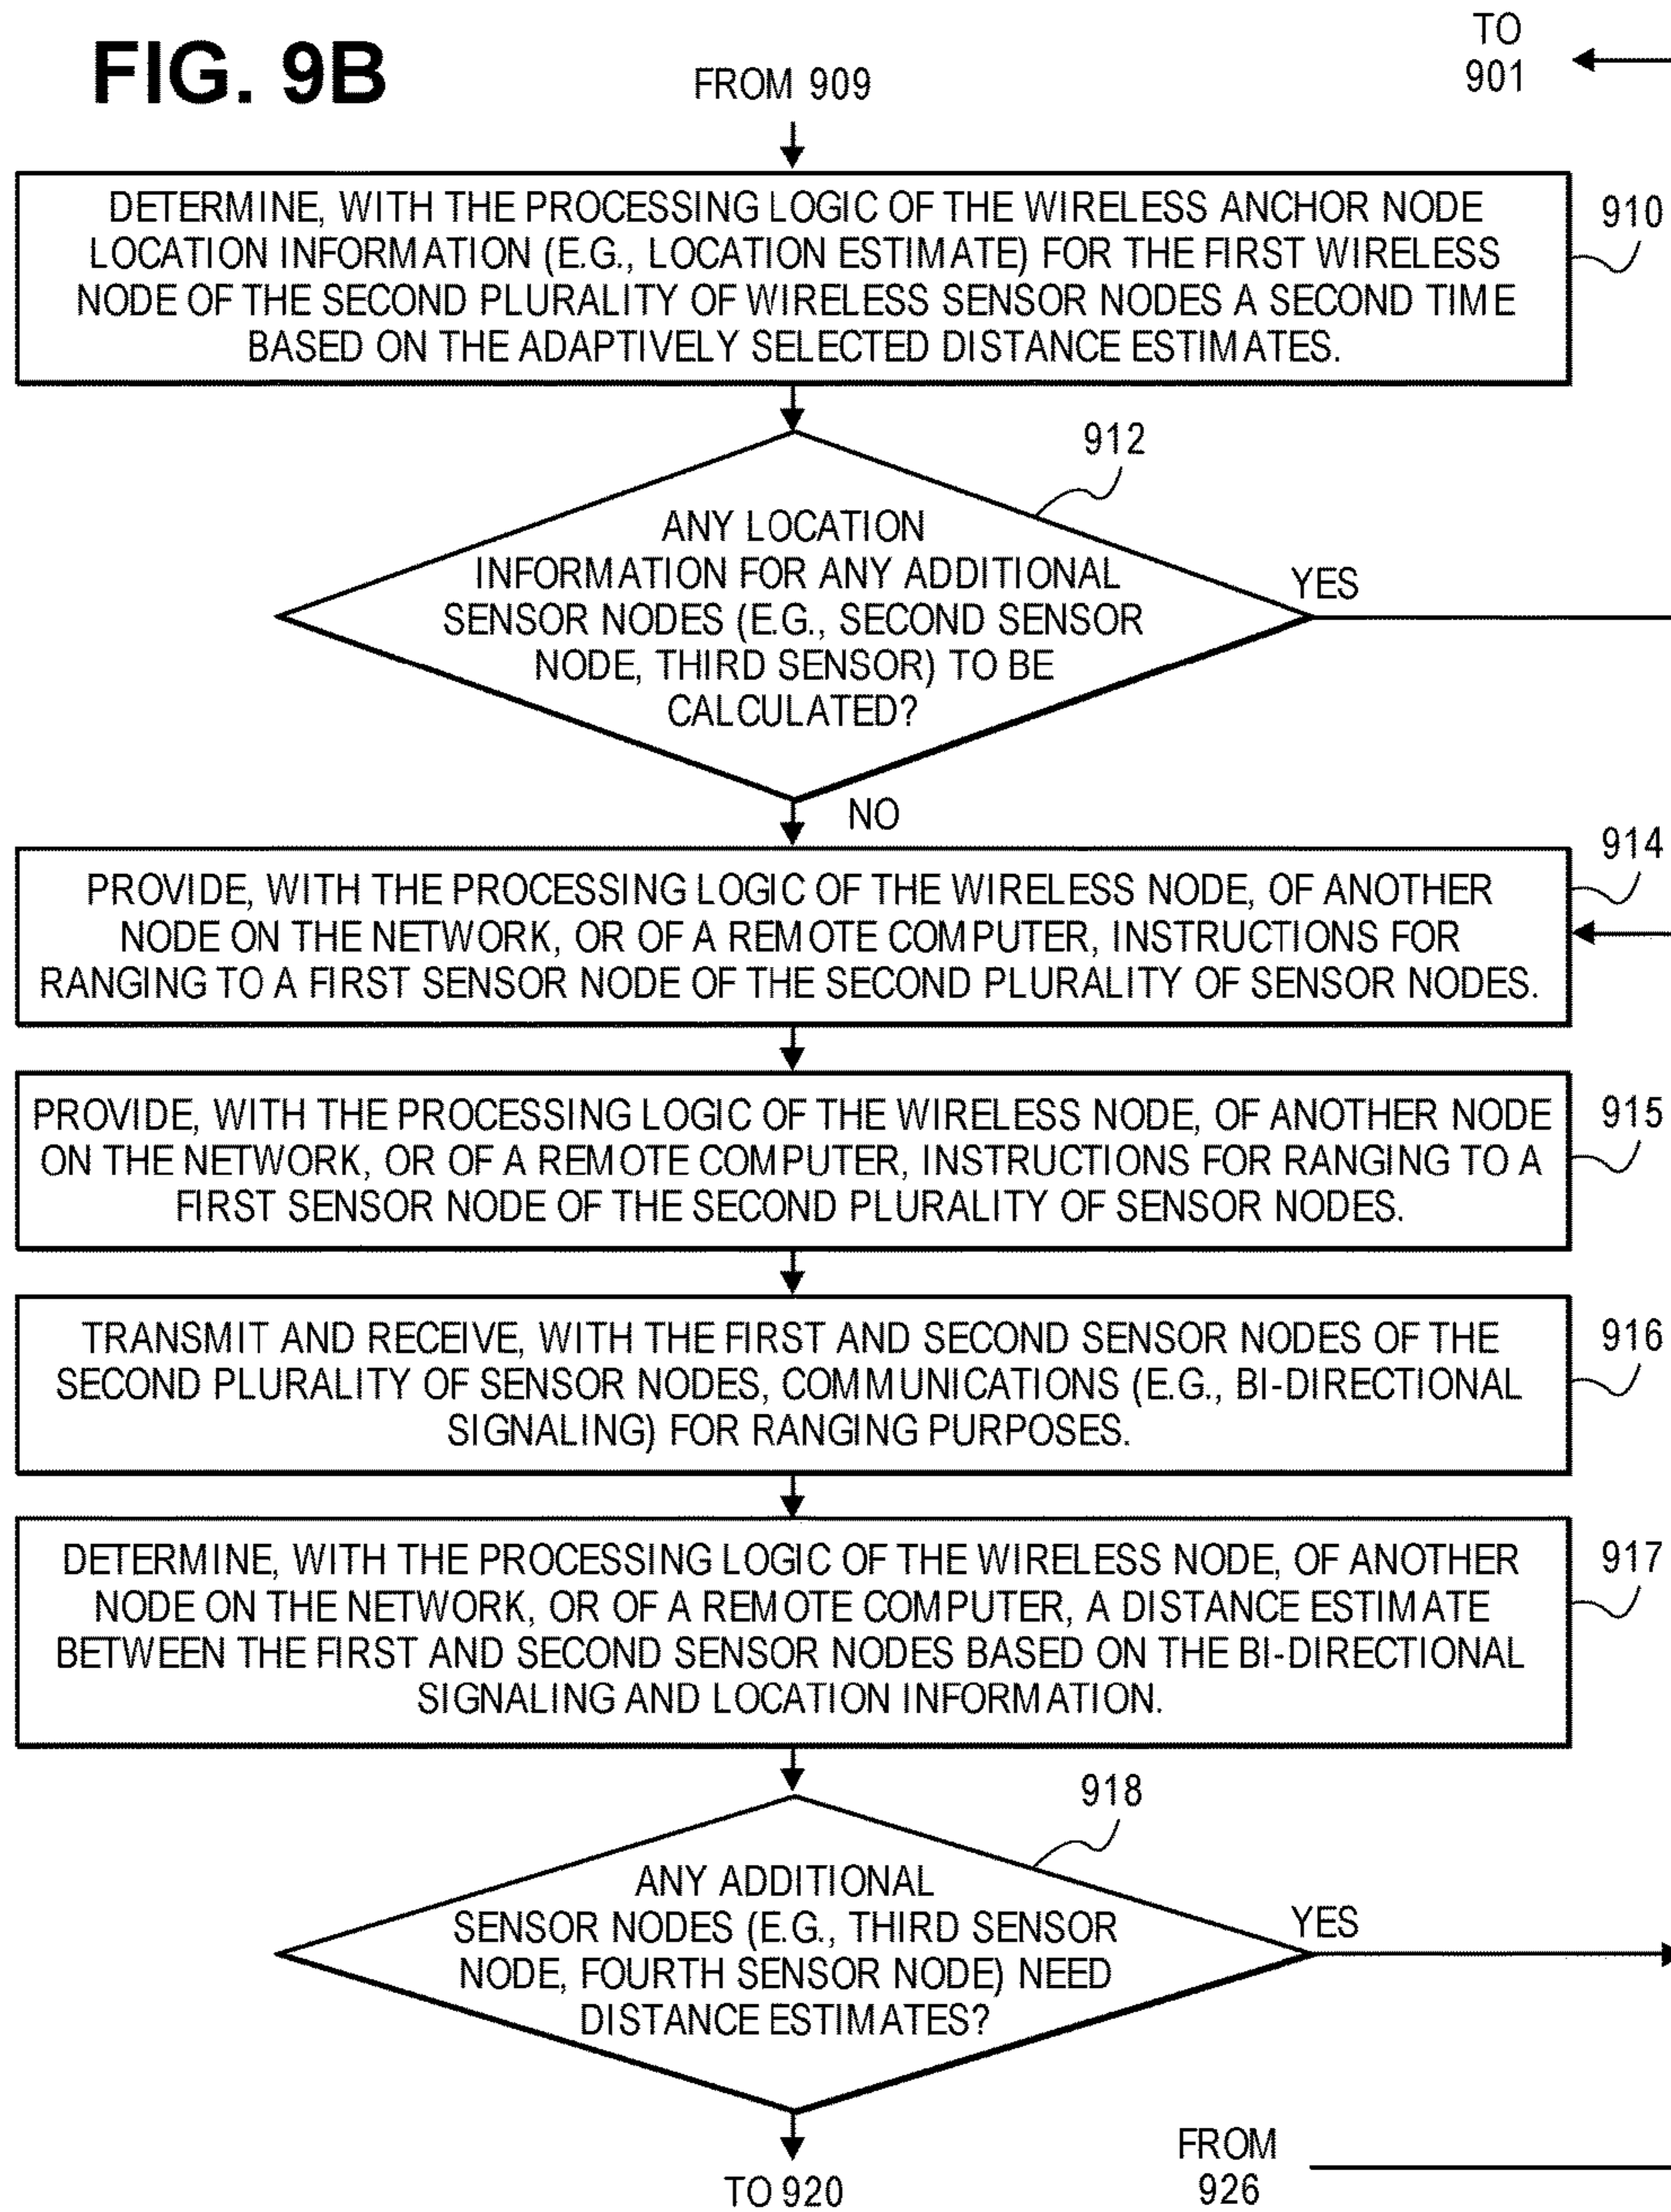 FIG. 9B
FROM 909
TO
901
DETERMINE, WITH THE PROCESSING LOGIC OF THE WIRELESS ANCHOR NODE
LOCATION INFORMATION (E.G., LOCATION ESTIMATE) FOR THE FIRST WIRELESS
NODE OF THE SECOND PLURALITY OF WIRELESS SENSOR NODES A SECOND TIME
BASED ON THE ADAPTIVELY SELECTED DISTANCE ESTIMATES.
910
912
ANY LOCATION
INFORMATION FOR ANY ADDITIONAL
SENSOR NODES (E.G., SECOND SENSOR
NODE, THIRD SENSOR) TO BE
CALCULATED?
YES
NO
914
PROVIDE, WITH THE PROCESSING LOGIC OF THE WIRELESS NODE, OF ANOTHER
NODE ON THE NETWORK, OR OF A REMOTE COMPUTER, INSTRUCTIONS FOR
RANGING TO A FIRST SENSOR NODE OF THE SECOND PLURALITY OF SENSOR NODES.
PROVIDE, WITH THE PROCESSING LOGIC OF THE WIRELESS NODE, OF ANOTHER NODE
ON THE NETWORK, OR OF A REMOTE COMPUTER, INSTRUCTIONS FOR RANGING TO A
FIRST SENSOR NODE OF THE SECOND PLURALITY OF SENSOR NODES.
915
TRANSMIT AND RECEIVE, WITH THE FIRST AND SECOND SENSOR NODES OF THE
SECOND PLURALITY OF SENSOR NODES, COMMUNICATIONS (E.G., BI-DIRECTIONAL
SIGNALING) FOR RANGING PURPOSES.
916
DETERMINE, WITH THE PROCESSING LOGIC OF THE WIRELESS NODE, OF ANOTHER
NODE ON THE NETWORK, OR OF A REMOTE COMPUTER, A DISTANCE ESTIMATE
BETWEEN THE FIRST AND SECOND SENSOR NODES BASED ON THE BI-DIRECTIONAL
SIGNALING AND LOCATION INFORMATION.
917
918
ANY ADDITIONAL
SENSOR NODES (E.G., THIRD SENSOR
NODE, FOURTH SENSOR NODE) NEED
DISTANCE ESTIMATES?
YES
TO 920
FROM
926